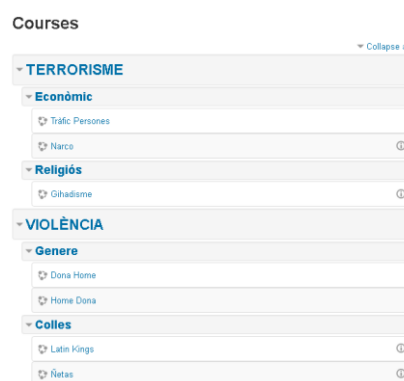 Courses
Collapse a
TERRORISME
Econòmic
Tràfic Persones
Narco
Religiós
Gihadisme
VIOLÈNCIA
Genere
Dona Home
Home Dona
Colles
Latin Kings
Ñetas